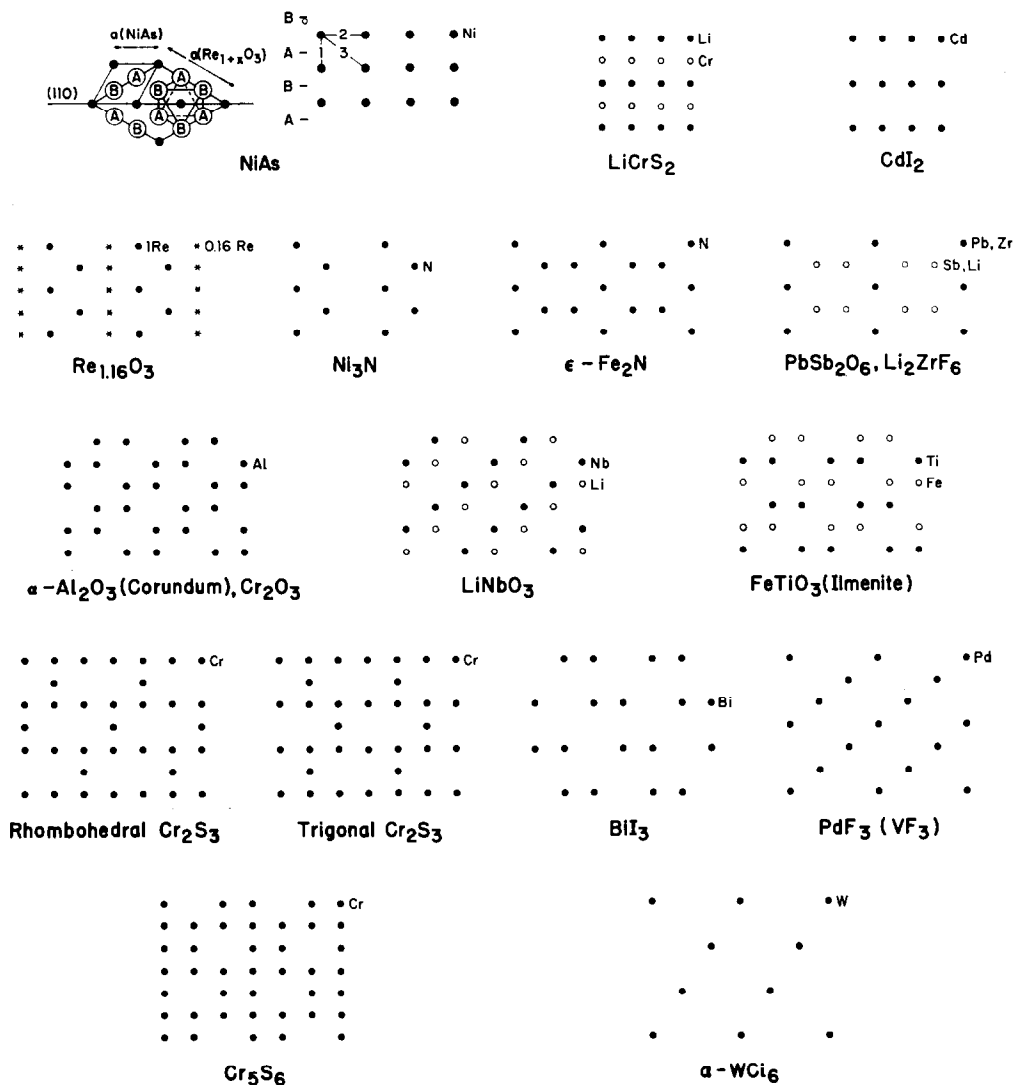 a(NiAs)
a(Re1+xO3)
(110)
A A
B B B
A A A
B B
B
A –
B –
A –
1
2
3
Ni
NiAs
Li
Cr
LiCrS2
Cd
CdI2
1Re
*0.16 Re
Re1.16O3
N
Ni3N
N
ϵ – Fe2N
Pb, Zr
Sb, Li
PbSb2O6, Li2ZrF6
Al
α – Al2O3 (Corundum), Cr2O3
Nb
Li
LiNbO3
Ti
Fe
FeTiO3 (Ilmenite)
Cr
Rhombohedral Cr2S3
Cr
Trigonal Cr2S3
Bi
BiI3
Pd
PdF3 (VF3)
Cr
Cr5S6
W
α – WCi6